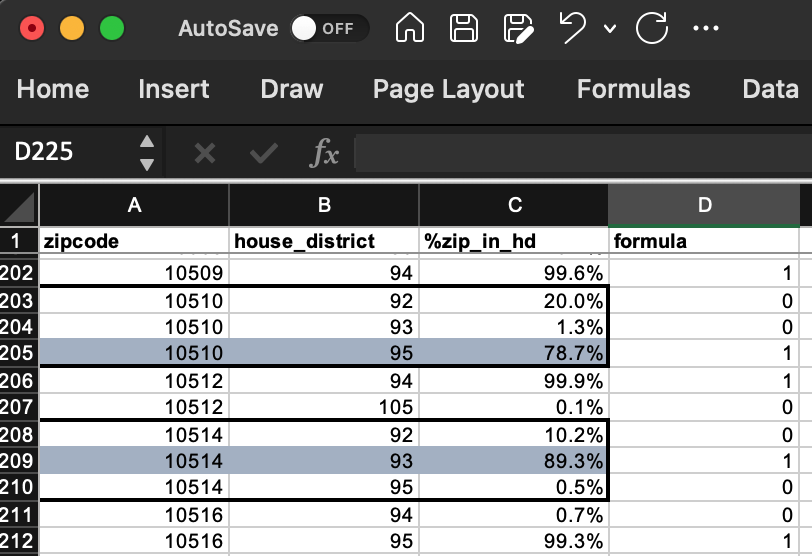 AutoSave OFF
Home Insert Draw Page Layout Formulas Data
D225 fx
A B C D
1 zipcode house_district %zip_in_hd formula
202 10509 94 99.6% 1
203 10510 92 20.0% 0
204 10510 93 1.3% 0
205 10510 95 78.7% 1
206 10512 94 99.9% 1
207 10512 105 0.1% 0
208 10514 92 10.2% 0
209 10514 93 89.3% 1
210 10514 95 0.5% 0
211 10516 94 0.7% 0
212 10516 95 99.3% 1